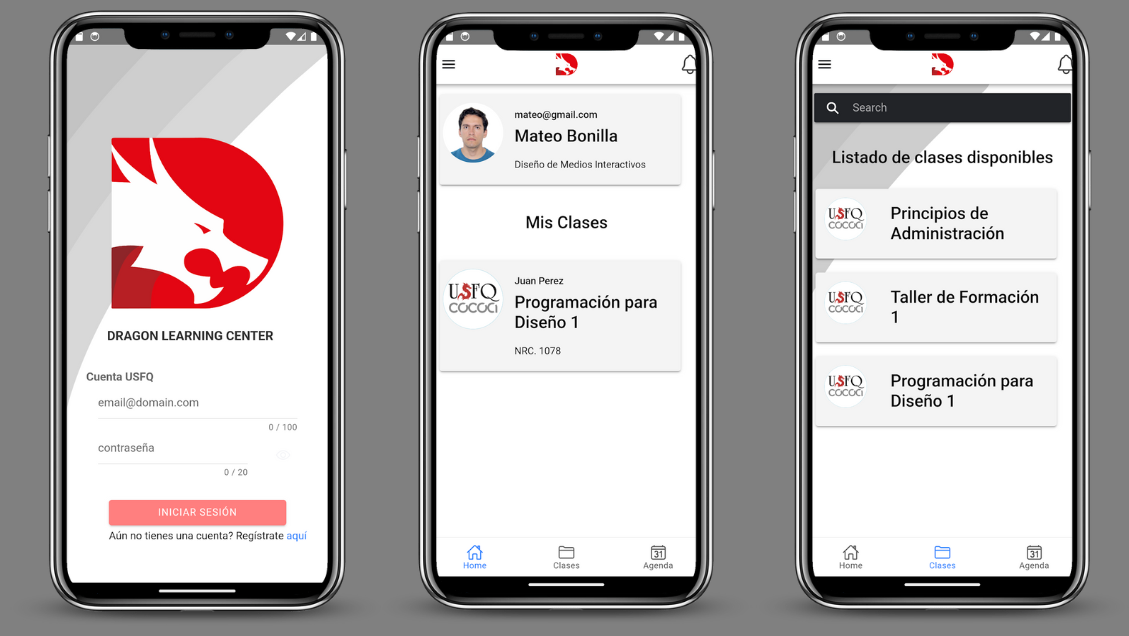 DRAGON LEARNING CENTER
Cuenta USFQ
email@domain.com
0 / 100
contraseña
0 / 20
INICIAR SESIÓN
Aún no tienes una cuenta? Regístrate aquí
mateo@gmail.com
Mateo Bonilla
Diseño de Medios Interactivos
Mis Clases
USFQ
COCOCI
Juan Perez
Programación para
Diseño 1
NRC. 1078
Home
Clases
31
Agenda
Search
Listado de clases disponibles
USFQ
COCOCI
Principios de
Administración
USFQ
COCOCI
Taller de Formación
1
USFQ
COCOCI
Programación para
Diseño 1
Home
Clases
31
Agenda